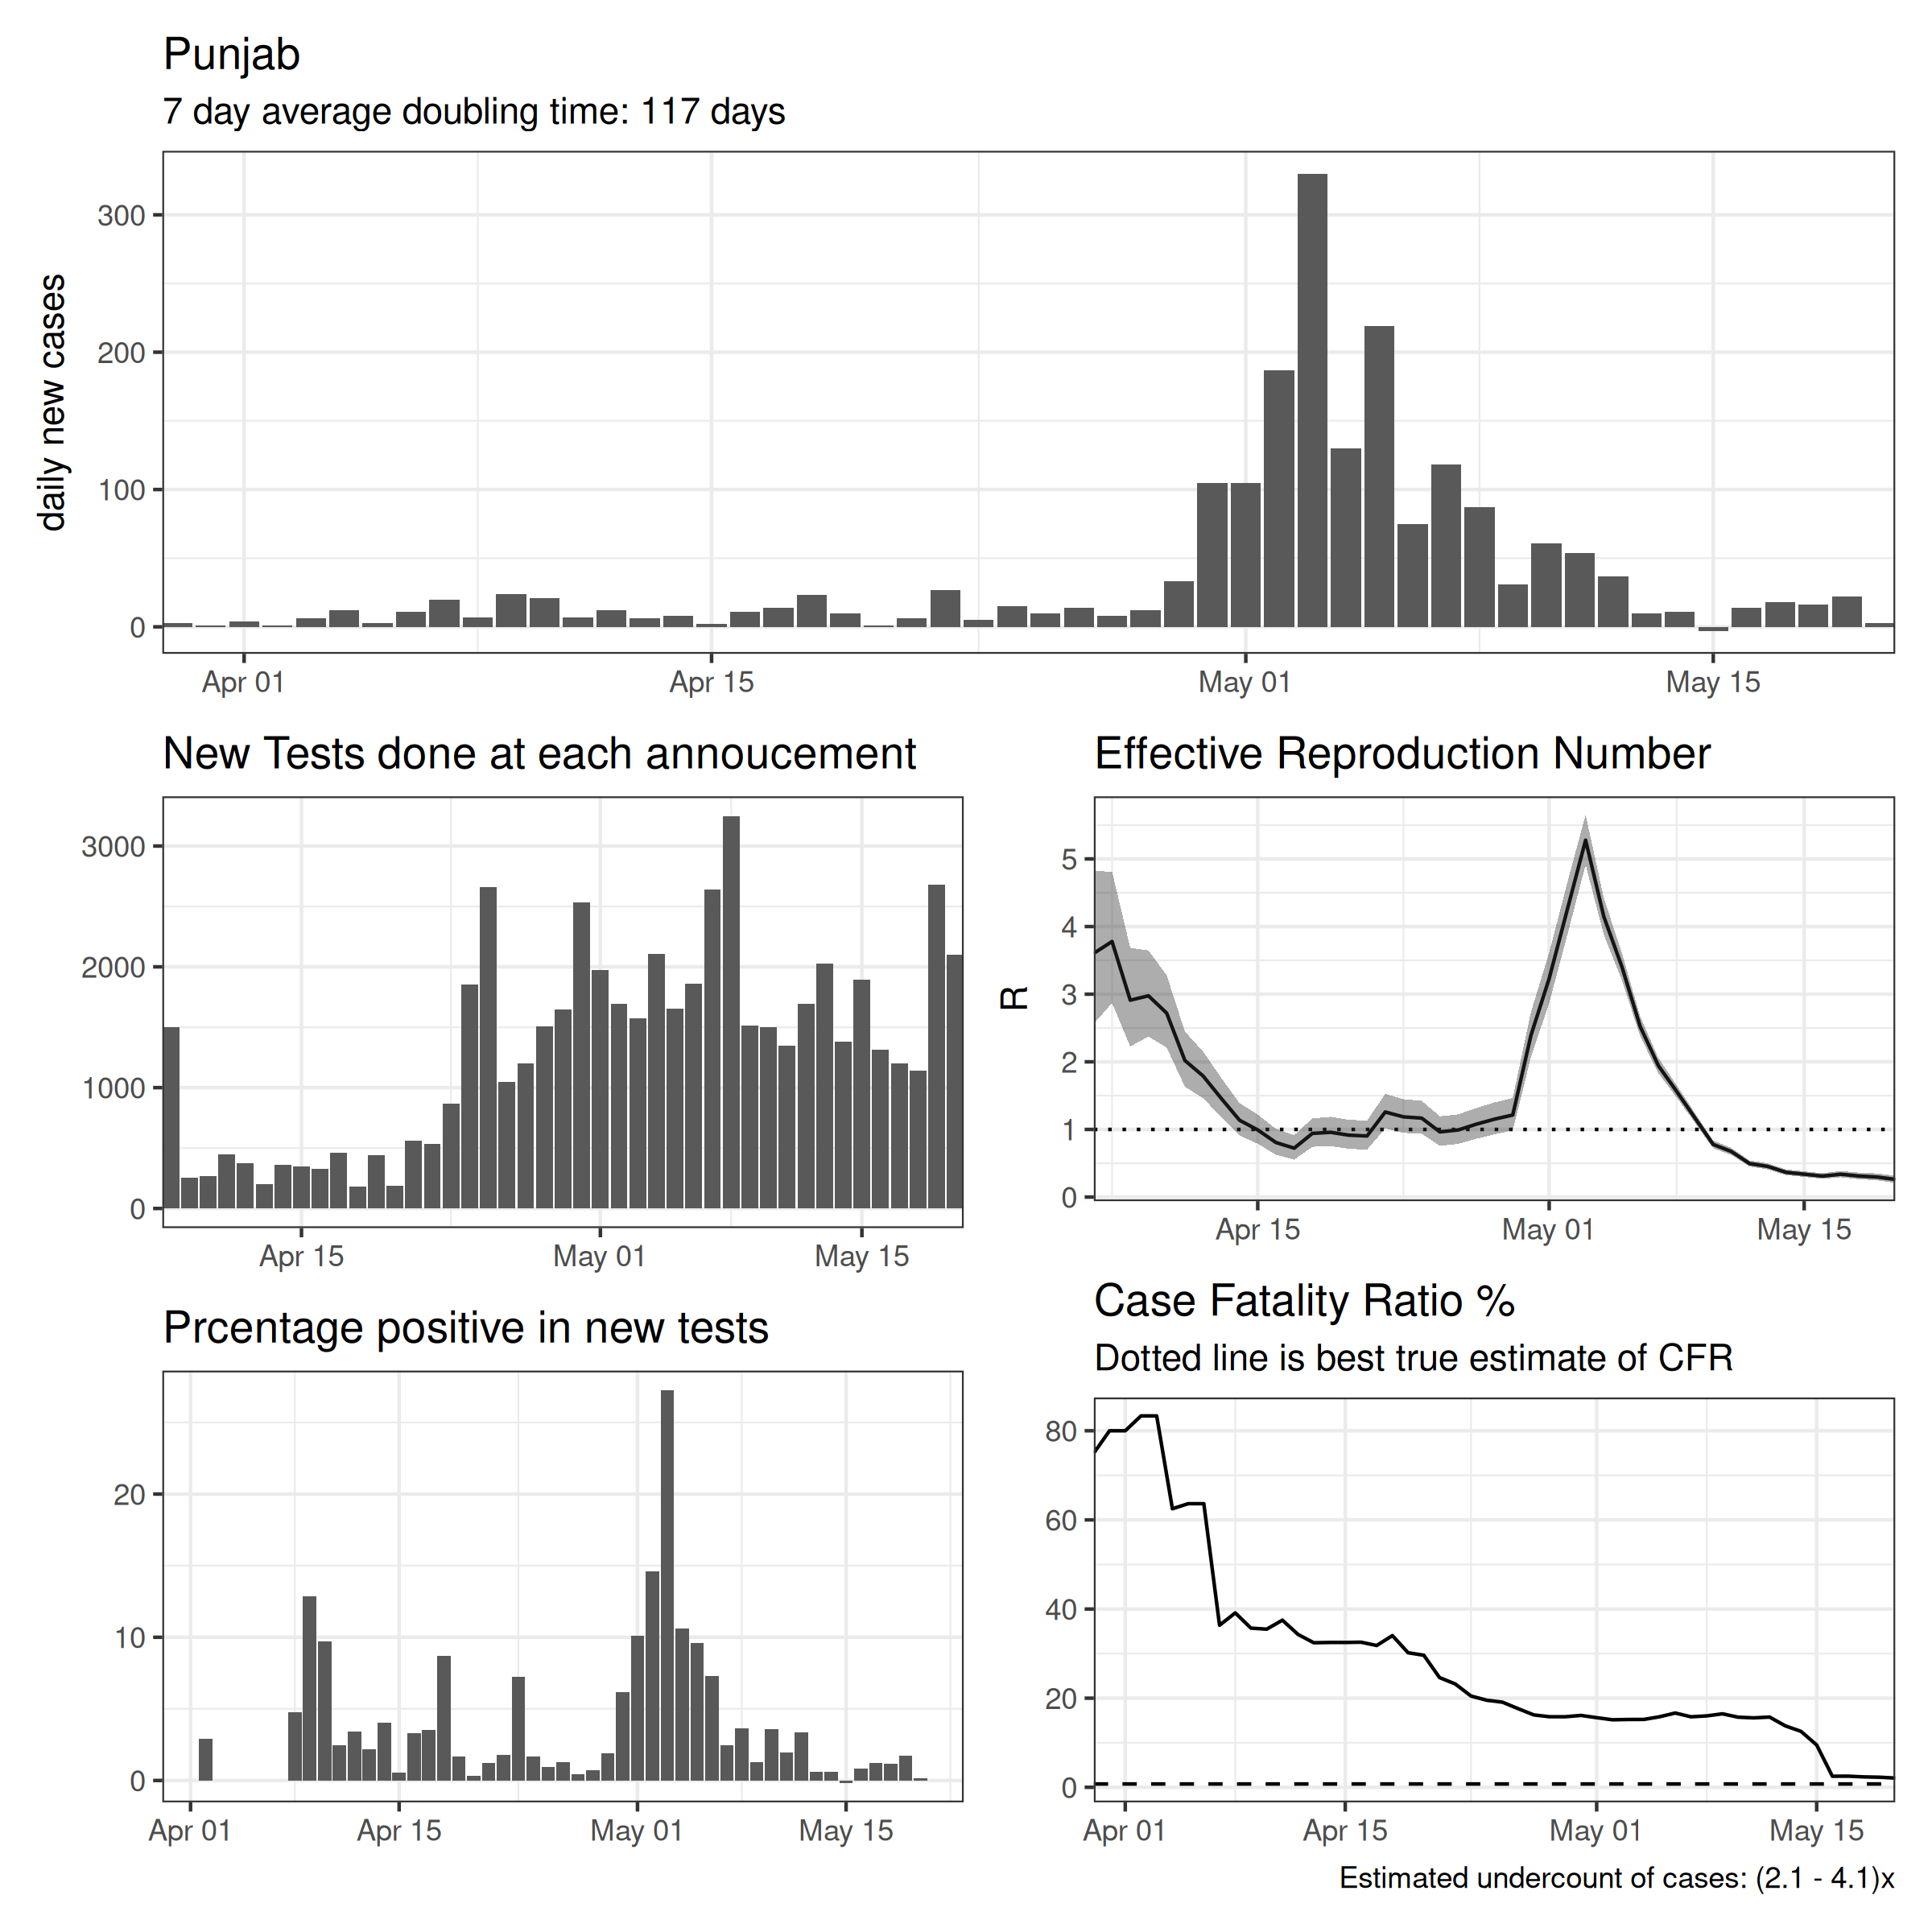 Punjab
7 day average doubling time: 117 days
daily new cases
300
200
100
0
Apr 01 Apr 15 May 01 May 15
New Tests done at each annoucement
3000
2000
1000
0
Apr 15 May 01 May 15
Effective Reproduction Number
R
5
4
3
2
1
0
Apr 15 May 01 May 15
Prcentage positive in new tests
20
10
0
Apr 01 Apr 15 May 01 May 15
Case Fatality Ratio %
Dotted line is best true estimate of CFR
80
60
40
20
0
Apr 01 Apr 15 May 01 May 15
Estimated undercount of cases: (2.1 - 4.1)x